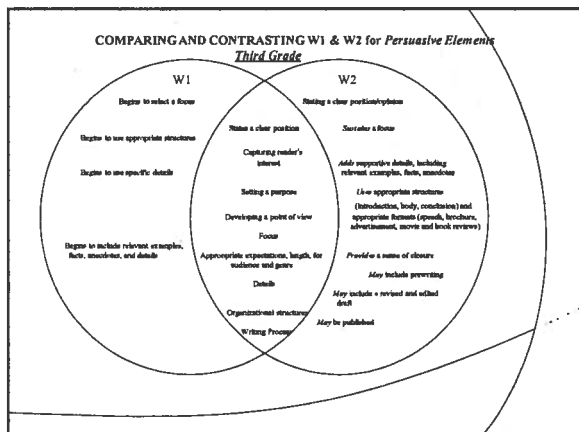 COMPARING AND CONTRASTING W1 & W2 for Persuasive Elements
Third Grade
W1
Begins to select a focus
Begins to use appropriate structures
Begins to use specific details
Begins to include relevant examples,
facts, anecdotes, and details
States a clear position
Capturing reader's
interest
Setting a purpose
Developing a point of view
Focus
Appropriate expectations, length, for
audience and genre
Details
Organizational structures
Writing Process
W2
Stating a clear position/opinion
Sustains a focus
Adds supportive details, including
relevant examples, facts, anecdotes
Uses appropriate structures
(introduction, body, conclusion) and
appropriate formats (speech, brochure,
advertisement, movie and book reviews)
Provides a sense of closure
May include prewriting
May include a revised and edited
draft
May be published